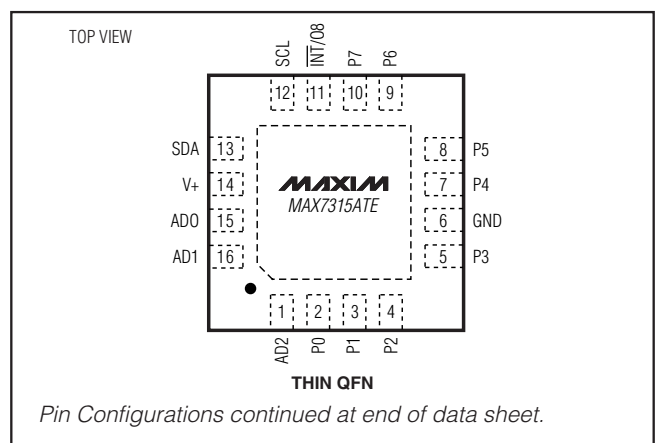 TOP VIEW
SCL
INT/O8
P7
P6
12 11 10 9
SDA 13
V+ 14
AD0 15
AD1 16
8 P5
7 P4
6 GND
5 P3
MAXIM
MAX7315ATE
1 2 3 4
AD2
P0
P1
P2
THIN QFN
Pin Configurations continued at end of data sheet.